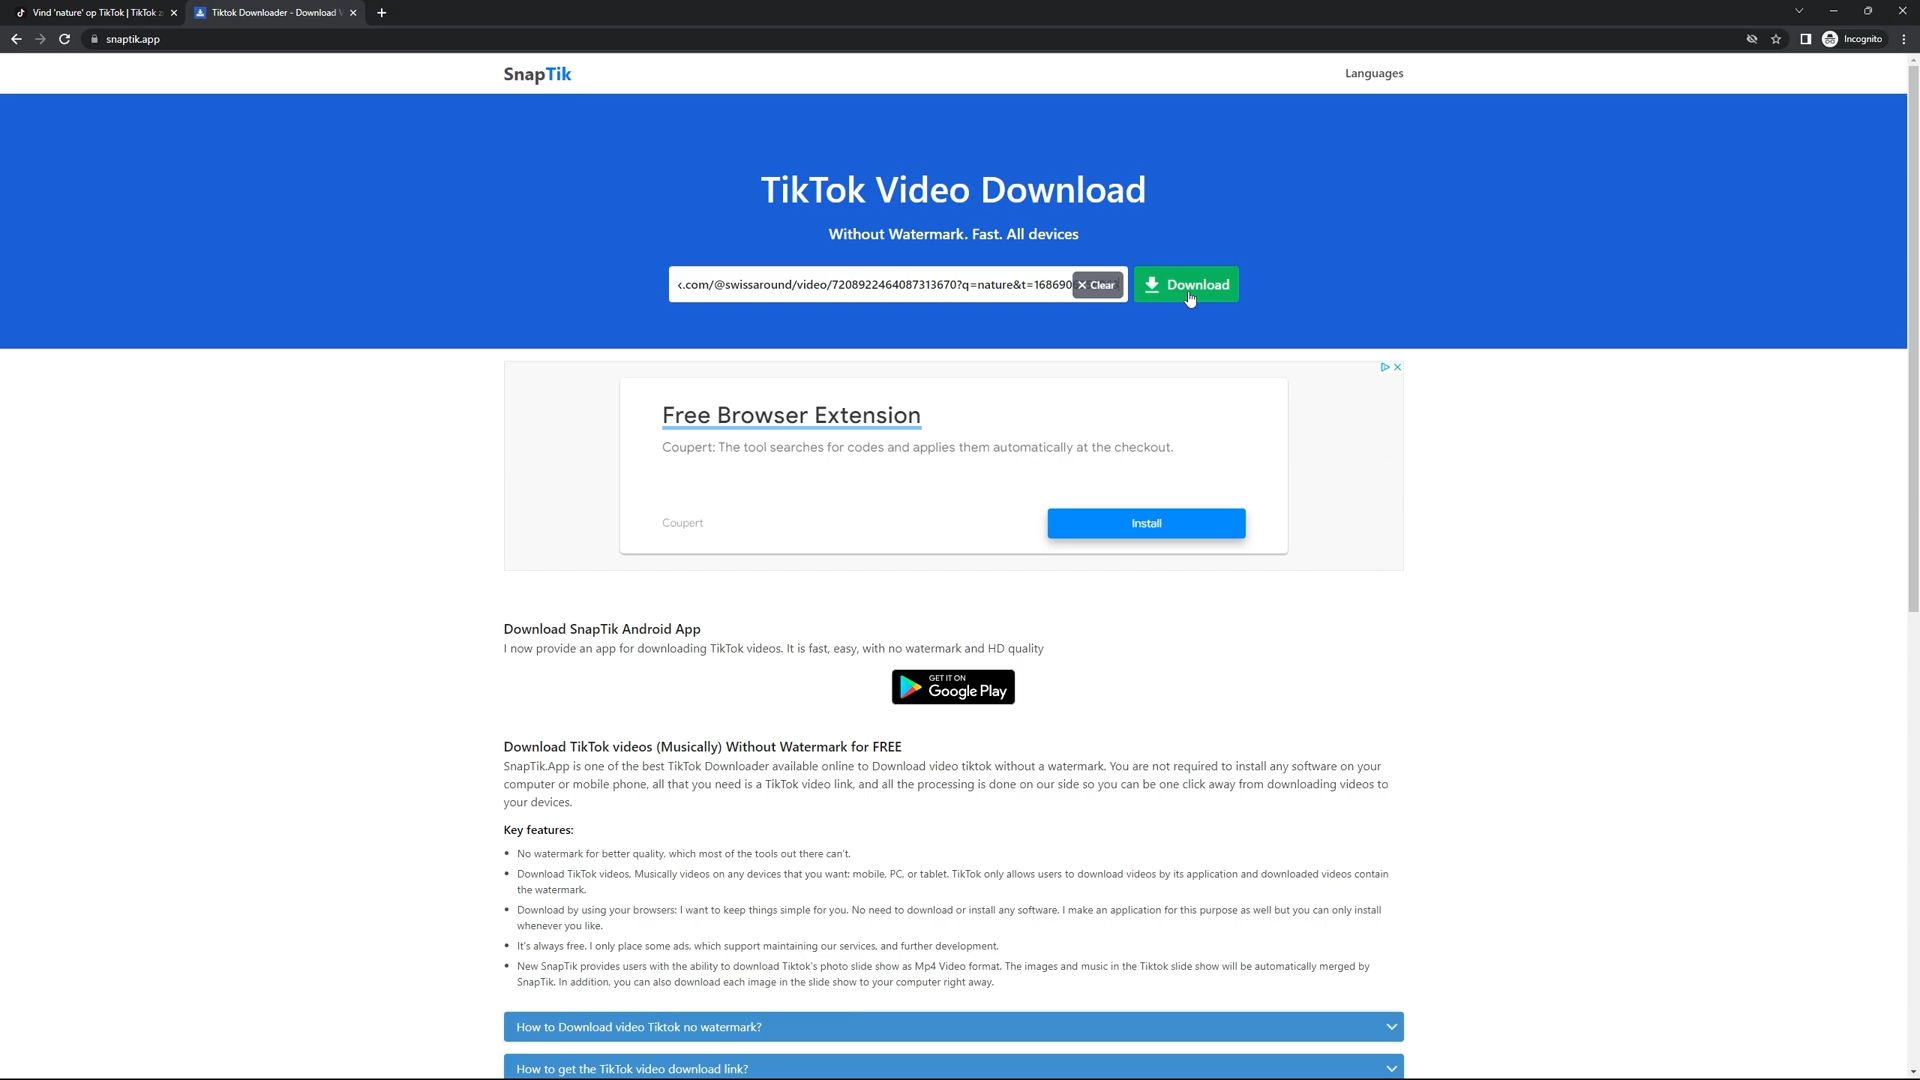 Vind 'nature' op TikTok | TikTok z
Tiktok Downloader - Download
snaptik.app
Incognito
SnapTik
Languages
TikTok Video Download
Without Watermark. Fast. All devices
.com/@swissaround/video/7208922464087313670?q=nature&t=168690
Clear
Download
Free Browser Extension
Coupert: The tool searches for codes and applies them automatically at the checkout.
Coupert
Install
Download SnapTik Android App
I now provide an app for downloading TikTok videos. It is fast, easy, with no watermark and HD quality
GET IT ON
Google Play
Download TikTok videos (Musically) Without Watermark for FREE
SnapTik.App is one of the best TikTok Downloader available online to Download video tiktok without a watermark. You are not required to install any software on your
computer or mobile phone, all that you need is a TikTok video link, and all the processing is done on our side so you can be one click away from downloading videos to
your devices.
Key features:
• No watermark for better quality, which most of the tools out there can't.
• Download TikTok videos, Musically videos on any devices that you want: mobile, PC, or tablet. TikTok only allows users to download videos by its application and downloaded videos contain
the watermark.
• Download by using your browsers: I want to keep things simple for you. No need to download or install any software. I make an application for this purpose as well but you can only install
whenever you like.
• It's always free. I only place some ads, which support maintaining our services, and further development.
• New SnapTik provides users with the ability to download Tiktok's photo slide show as Mp4 Video format. The images and music in the Tiktok slide show will be automatically merged by
SnapTik. In addition, you can also download each image in the slide show to your computer right away.
How to Download video Tiktok no watermark?
How to get the TikTok video download link?